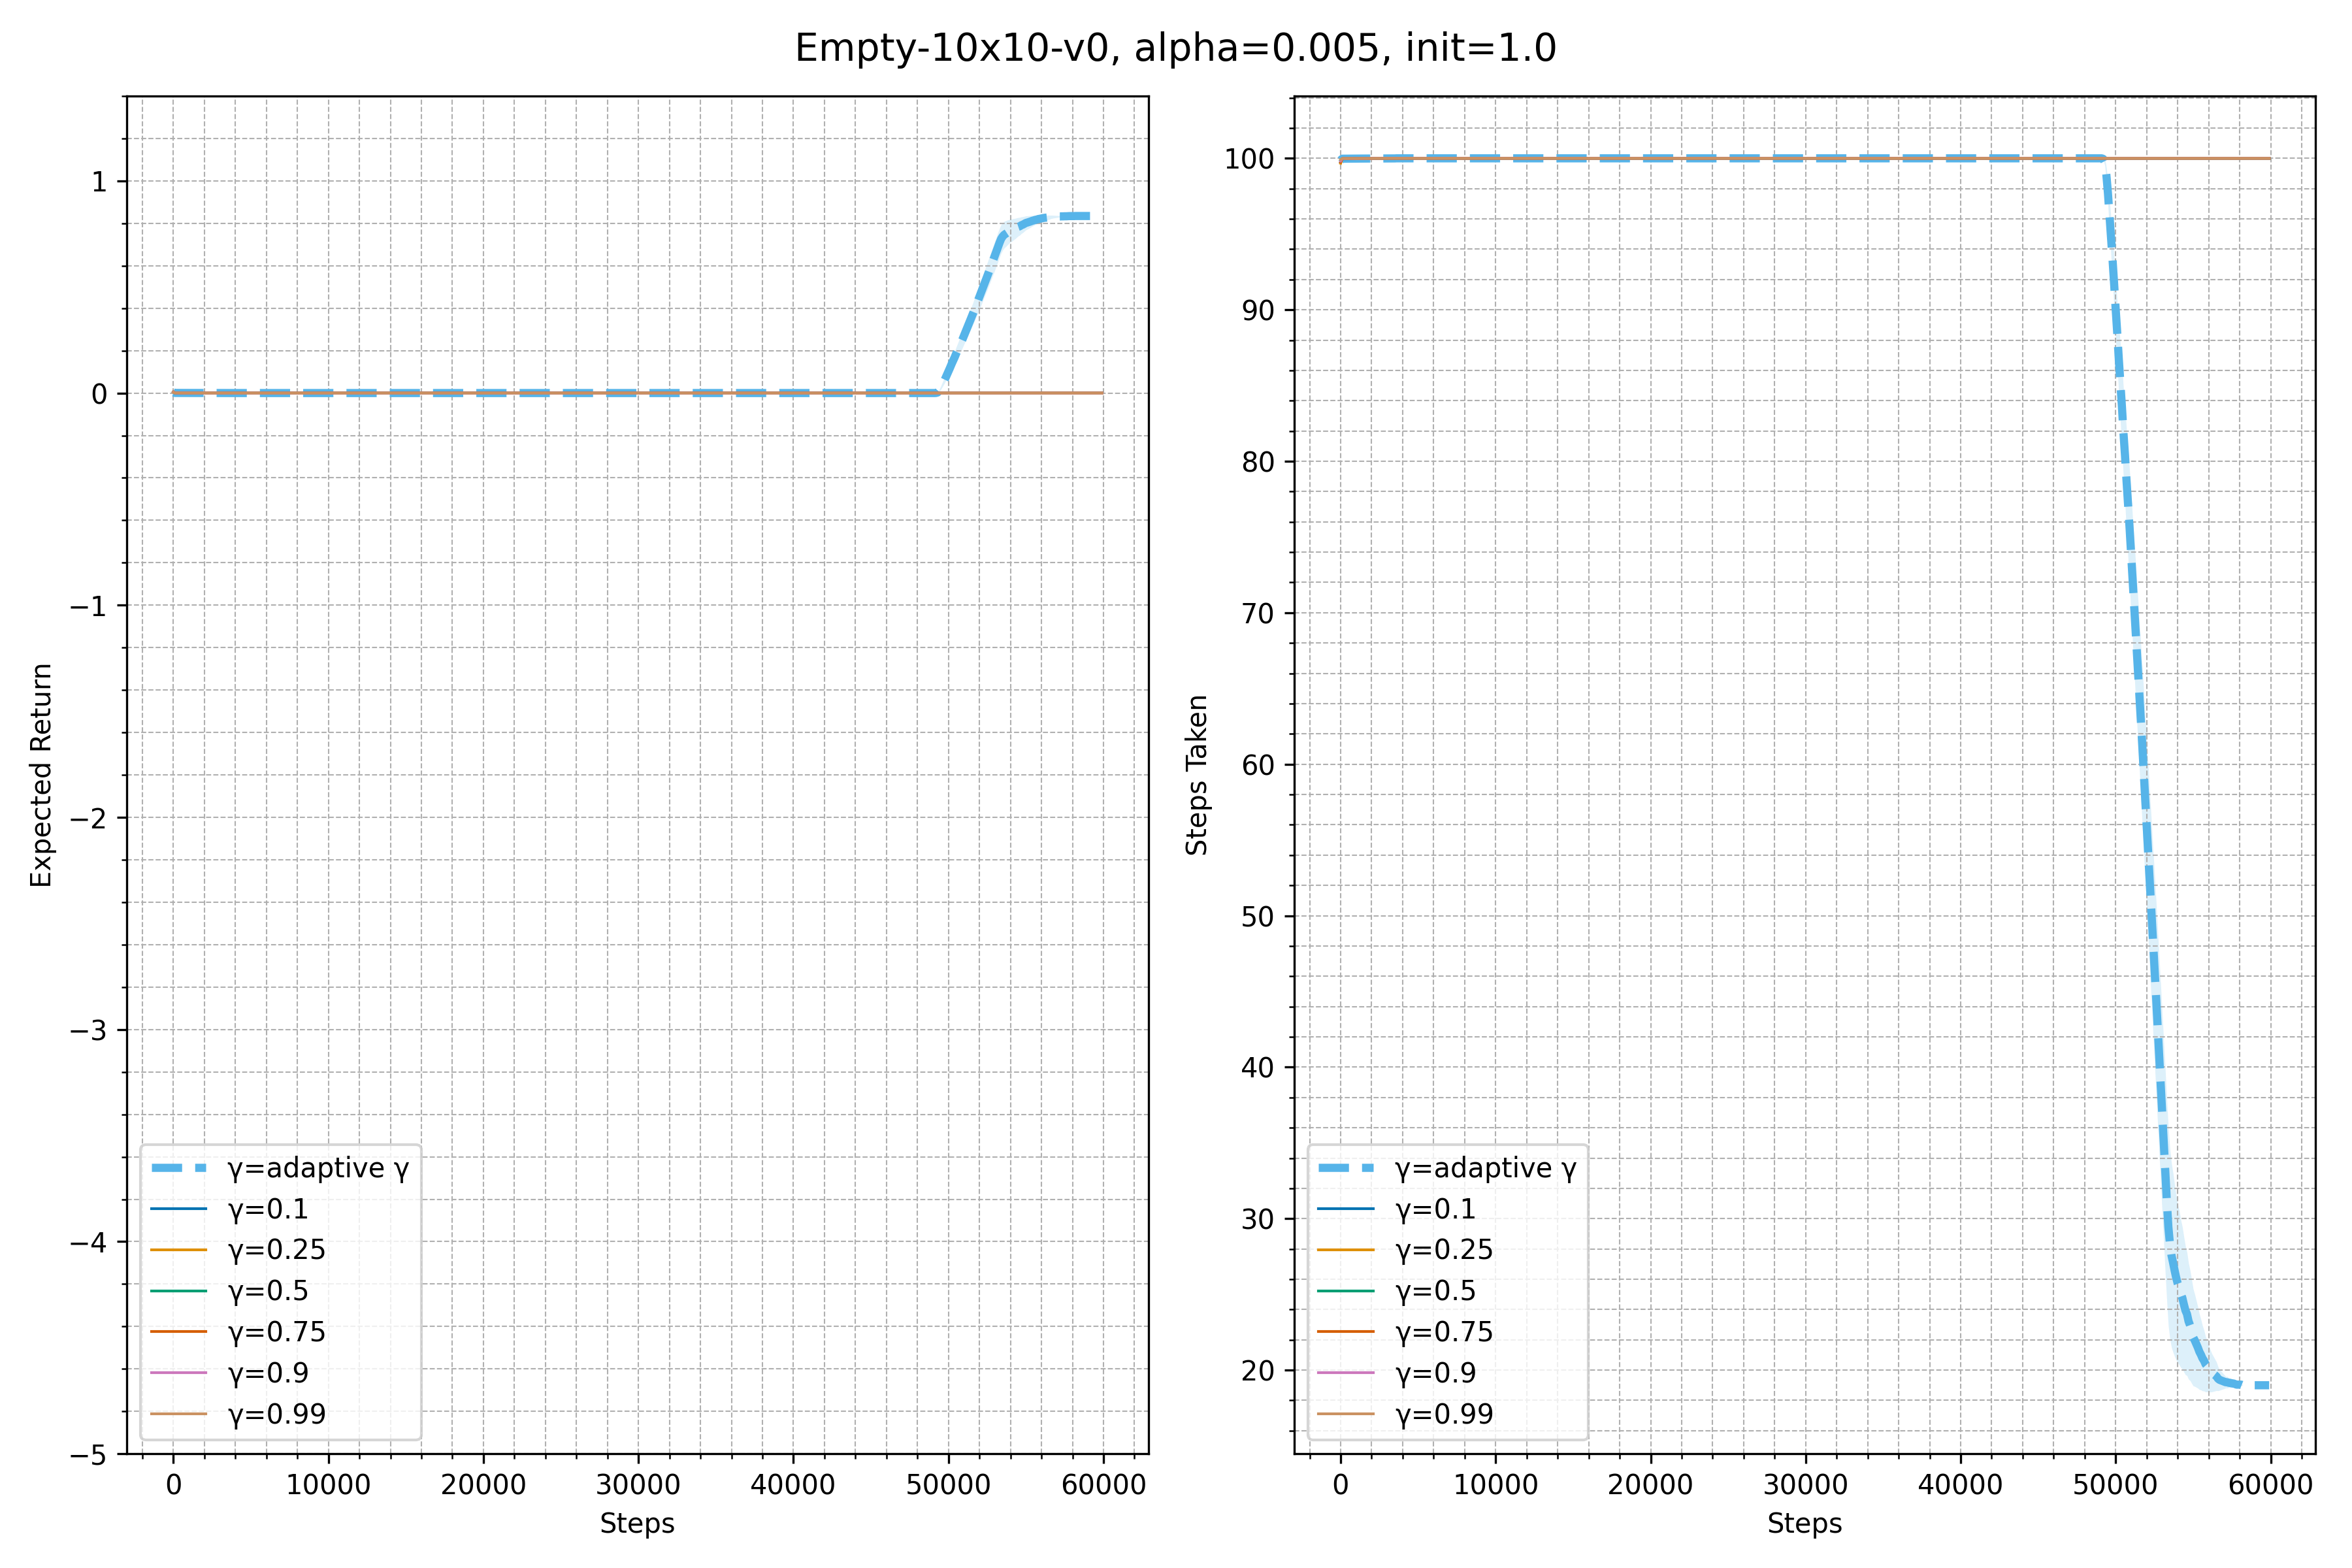 Empty-10x10-v0, alpha=0.005, init=1.0
Expected Return
1
0
−1
−2
−3
−4
−5
γ=adaptive γ
γ=0.1
γ=0.25
γ=0.5
γ=0.75
γ=0.9
γ=0.99
0 10000 20000 30000 40000 50000 60000
Steps
Steps Taken
100
90
80
70
60
50
40
30
20
γ=adaptive γ
γ=0.1
γ=0.25
γ=0.5
γ=0.75
γ=0.9
γ=0.99
0 10000 20000 30000 40000 50000 60000
Steps